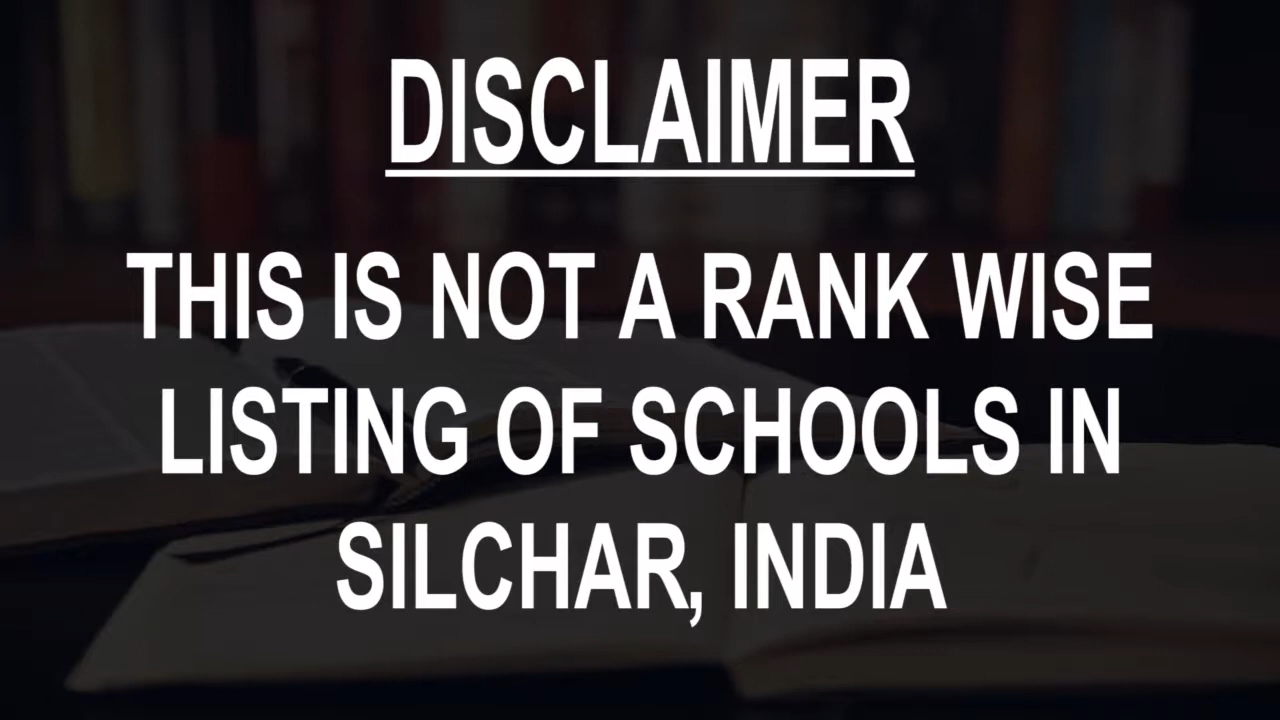 DISCLAIMER
THIS IS NOT A RANK WISE
LISTING OF SCHOOLS IN
SILCHAR, INDIA